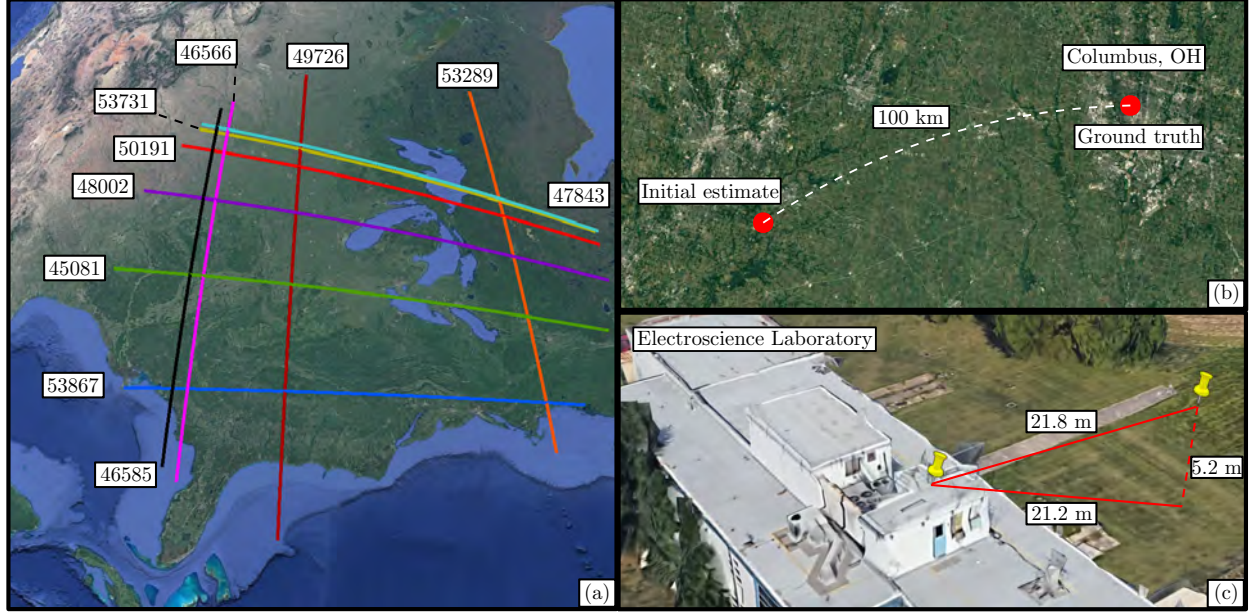 46566
49726
53289
53731
50191
48002
47843
45081
53867
46585
(a)
Columbus, OH
100 km
Ground truth
Initial estimate
(b)
Electroscience Laboratory
21.8 m
5.2 m
21.2 m
(c)